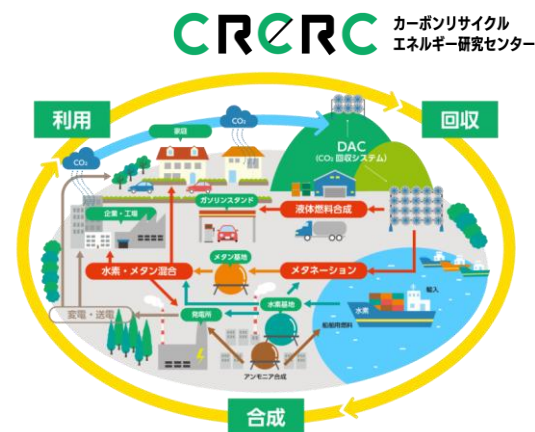 CRCRC
カーボンリサイクル
エネルギー研究センター
利用
回収
CO₂
家庭
DAC
(CO₂ 回収システム)
CO₂
ガソリンスタンド
液体燃料合成
企業・工場
メタン基地
水素・メタン混合
メタネーション
輸入
水素
水素基地
変電・送電
発電所
船舶用燃料
アンモニア合成
合成